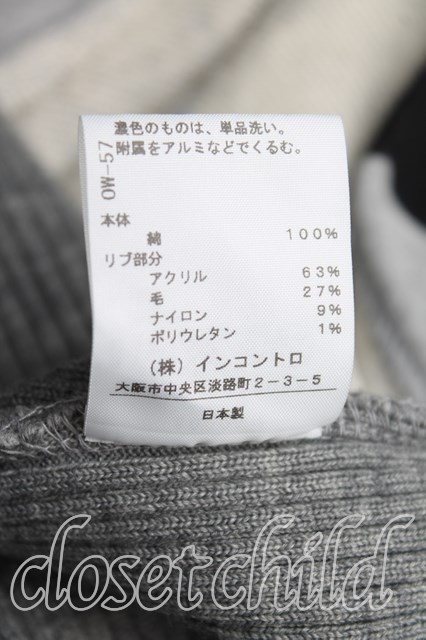 濃色のものは、単品洗い。
附属をアルミなどでくるむ。
OW-57
本体
綿 100%
リブ部分
アクリル 63%
毛 27%
ナイロン 9%
ポリウレタン 1%
(株) インコントロ
大阪市中央区淡路町2-3-5
日本製
closet child